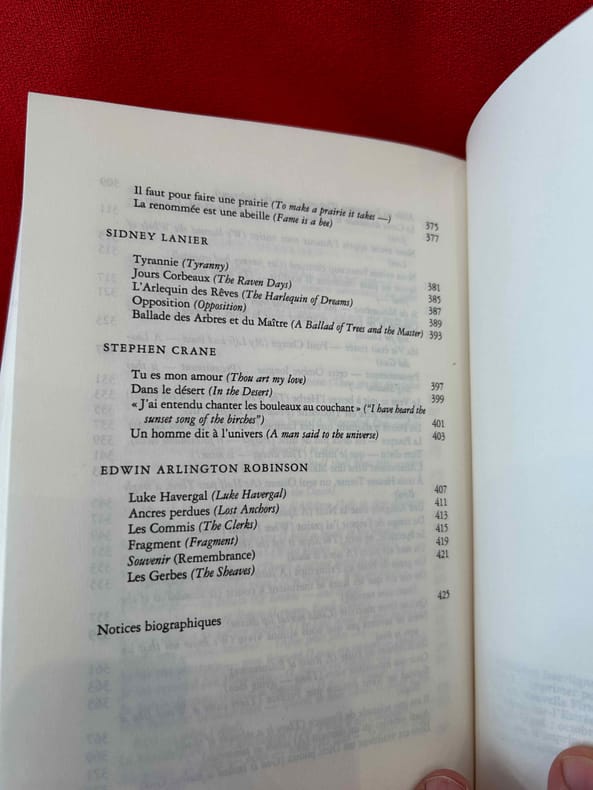 Il faut pour faire une prairie (To make a prairie it takes —) 375
La renommée est une abeille (Fame is a bee) 377
SIDNEY LANIER
Tyrannie (Tyranny) 381
Jours Corbeaux (The Raven Days) 385
L'Arlequin des Rêves (The Harlequin of Dreams) 387
Opposition (Opposition) 389
Ballade des Arbres et du Maître (A Ballad of Trees and the Master) 393
STEPHEN CRANE
Tu es mon amour (Thou art my love) 397
Dans le désert (In the Desert) 399
« J'ai entendu chanter les bouleaux au couchant » ("I have heard the
sunset song of the birches") 401
Un homme dit à l'univers (A man said to the universe) 403
EDWIN ARLINGTON ROBINSON
Luke Havergal (Luke Havergal) 407
Ancres perdues (Lost Anchors) 411
Les Commis (The Clerks) 413
Fragment (Fragment) 415
Souvenir (Remembrance) 419
Les Gerbes (The Sheaves) 421
Notices biographiques 425